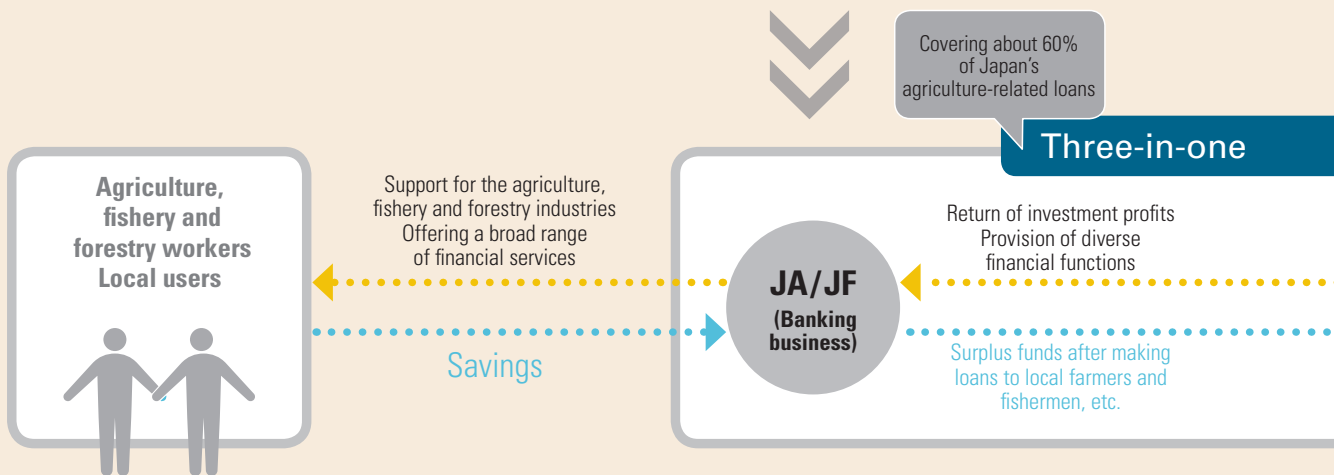 Covering about 60%
of Japan's
agriculture-related loans
Three-in-one
Agriculture,
fishery and
forestry workers
Local users
Support for the agriculture,
fishery and forestry industries
Offering a broad range
of financial services
Savings
JA/JF
(Banking
business)
Return of investment profits
Provision of diverse
financial functions
Surplus funds after making
loans to local farmers and
fishermen, etc.